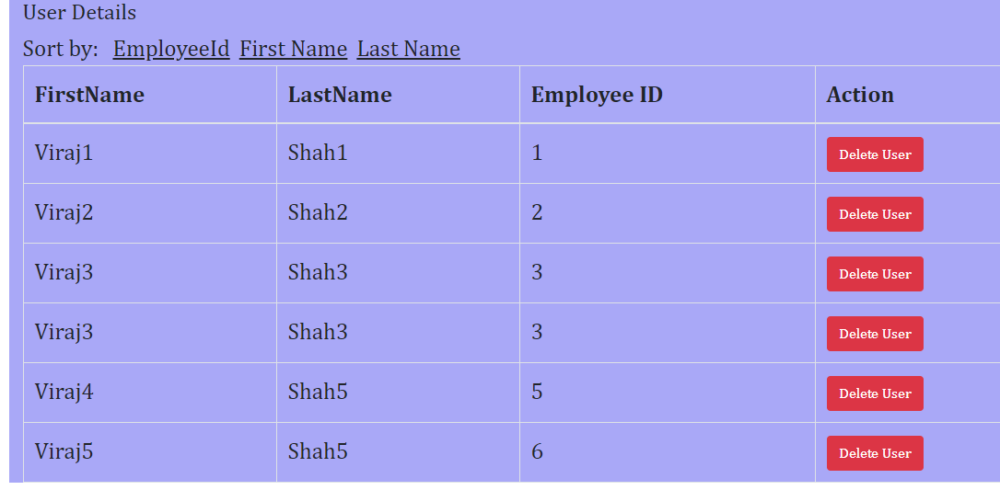 User Details
Sort by: EmployeeId First Name Last Name
FirstName LastName Employee ID Action
Viraj1 Shah1 1 Delete User
Viraj2 Shah2 2 Delete User
Viraj3 Shah3 3 Delete User
Viraj3 Shah3 3 Delete User
Viraj4 Shah5 5 Delete User
Viraj5 Shah5 6 Delete User